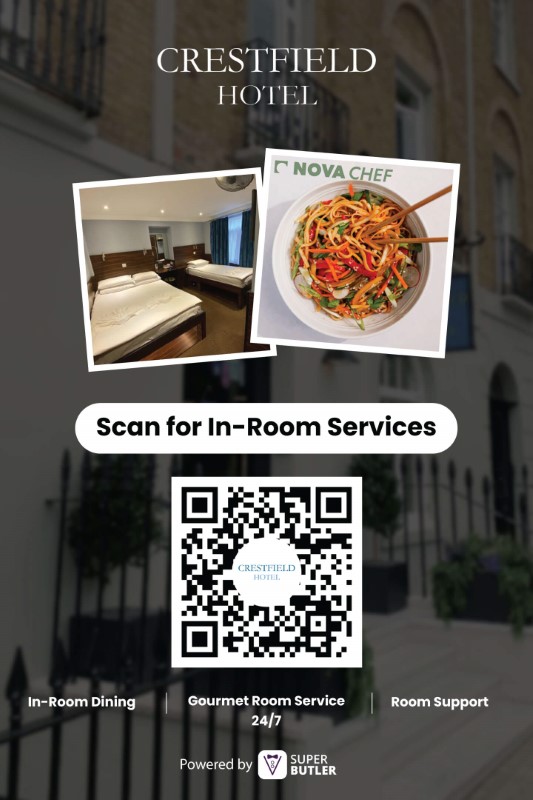 CRESTFIELD
HOTEL
NOVA CHEF
Scan for In-Room Services
CRESTFIELD
HOTEL
In-Room Dining
Gourmet Room Service
24/7
Room Support
Powered by
SUPER
BUTLER